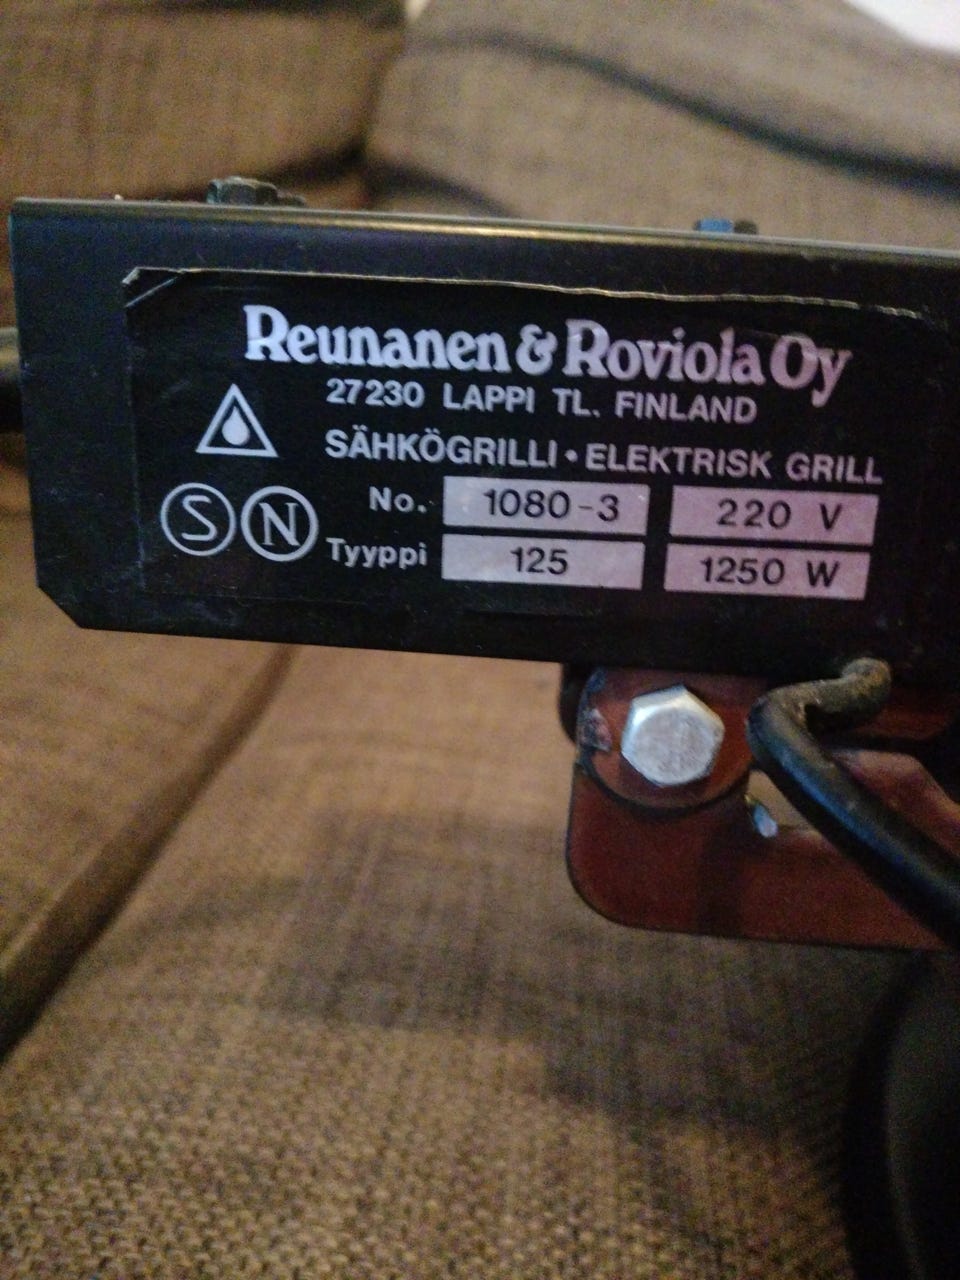 Reunanen & Roviola Oy
27230 LAPPI TL. FINLAND
SÄHKÖGRILLI • ELEKTRISK GRILL
S N No. 1080-3 220 V
Tyyppi 125 1250 W